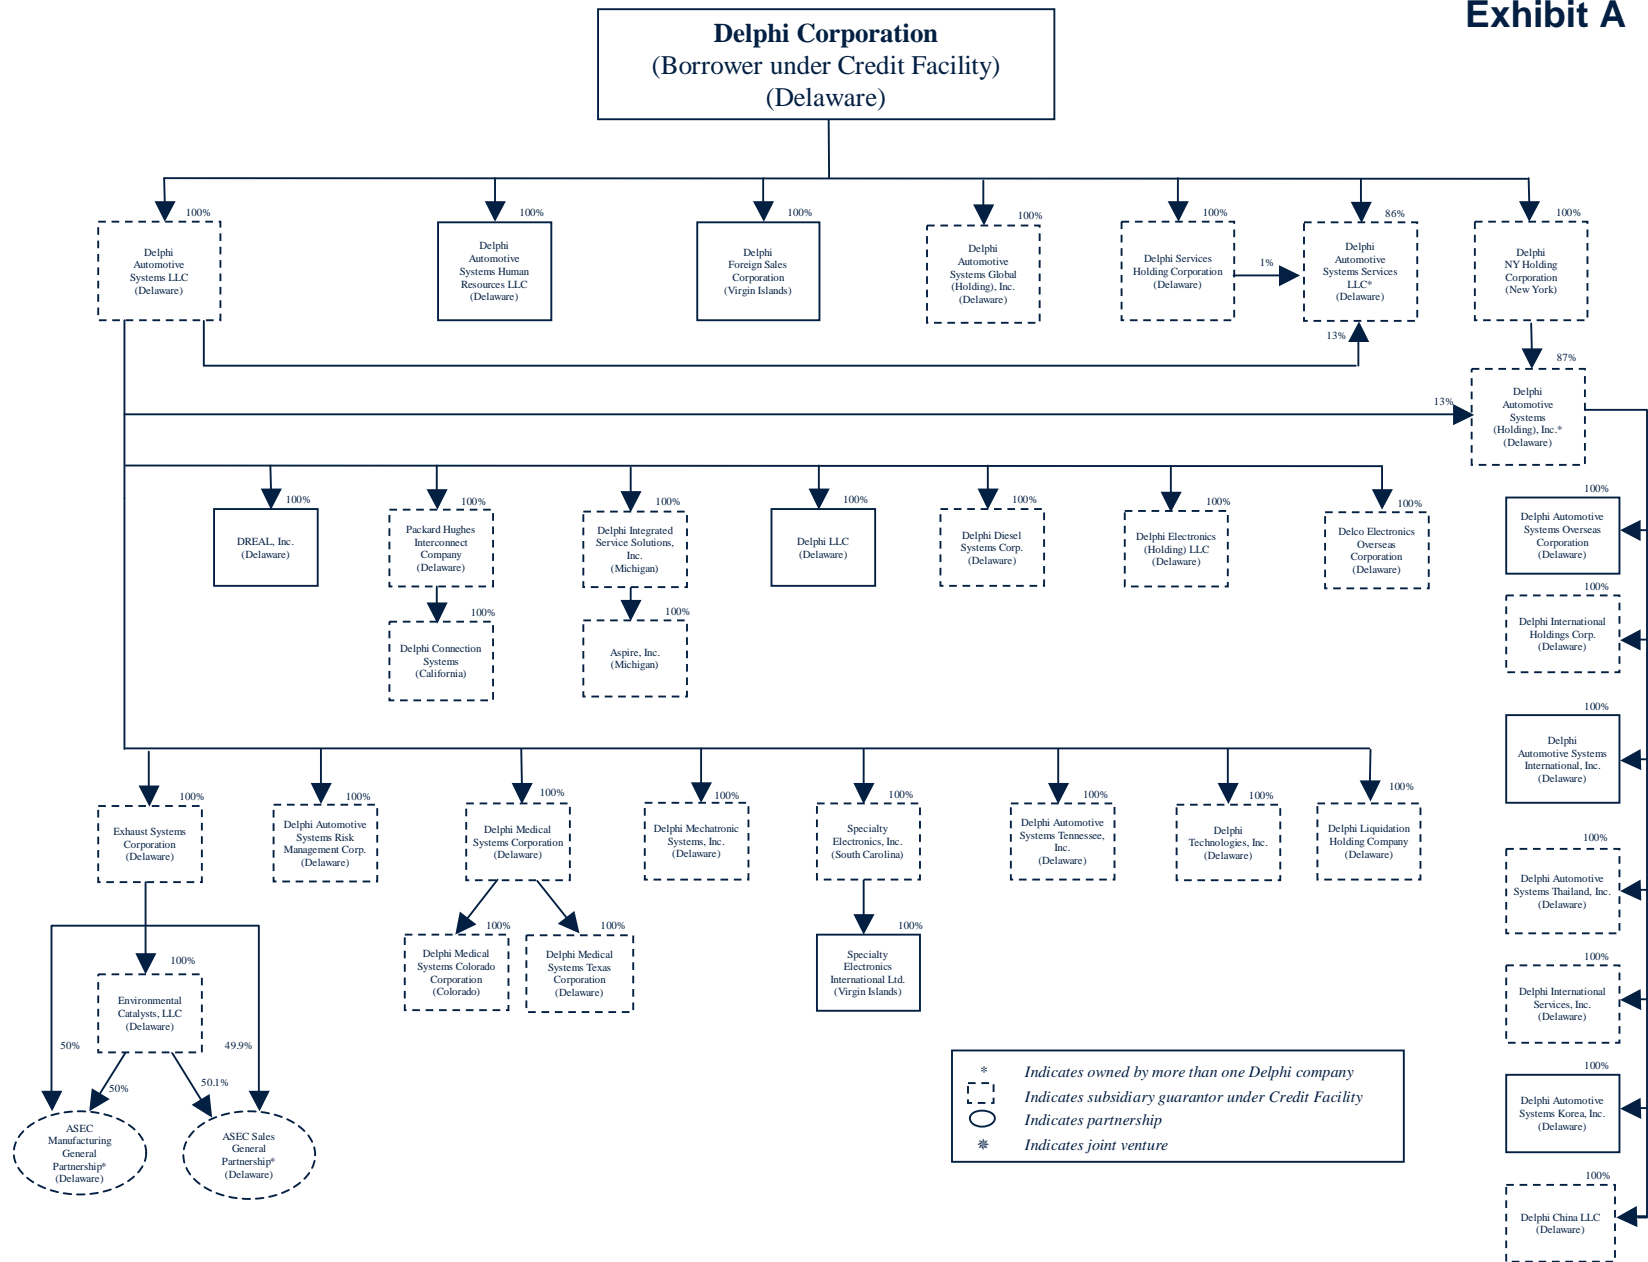 Exhibit A
Delphi Corporation
(Borrower under Credit Facility)
(Delaware)
100%
Delphi
Automotive
Systems LLC
(Delaware)
100%
Delphi
Automotive
Systems Human
Resources LLC
(Delaware)
100%
Delphi
Foreign Sales
Corporation
(Virgin Islands)
100%
Delphi
Automotive
Systems Global
(Holding), Inc.
(Delaware)
100%
Delphi Services
Holding Corporation
(Delaware)
1%
86%
Delphi
Automotive
Systems Services
LLC*
(Delaware)
13%
100%
Delphi
NY Holding
Corporation
(New York)
87%
13%
Delphi
Automotive
Systems
(Holding), Inc.*
(Delaware)
100%
DREAL, Inc.
(Delaware)
100%
Packard Hughes
Interconnect
Company
(Delaware)
100%
Delphi Connection
Systems
(California)
100%
Delphi Integrated
Service Solutions,
Inc.
(Michigan)
100%
Aspire, Inc.
(Michigan)
100%
Delphi LLC
(Delaware)
100%
Delphi Diesel
Systems Corp.
(Delaware)
100%
Delphi Electronics
(Holding) LLC
(Delaware)
100%
Delco Electronics
Overseas
Corporation
(Delaware)
100%
Delphi Automotive
Systems Overseas
Corporation
(Delaware)
100%
Delphi International
Holdings Corp.
(Delaware)
100%
Delphi
Automotive Systems
International, Inc.
(Delaware)
100%
Delphi Automotive
Systems Thailand, Inc.
(Delaware)
100%
Delphi International
Services, Inc.
(Delaware)
100%
Delphi Automotive
Systems Korea, Inc.
(Delaware)
100%
Delphi China LLC
(Delaware)
100%
Exhaust Systems
Corporation
(Delaware)
100%
Delphi Automotive
Systems Risk
Management Corp.
(Delaware)
100%
Delphi Medical
Systems Corporation
(Delaware)
100%
Delphi Mechatronic
Systems, Inc.
(Delaware)
100%
Specialty
Electronics, Inc.
(South Carolina)
100%
Delphi Automotive
Systems Tennessee,
Inc.
(Delaware)
100%
Delphi
Technologies, Inc.
(Delaware)
100%
Delphi Liquidation
Holding Company
(Delaware)
100%
Delphi Medical
Systems Colorado
Corporation
(Colorado)
100%
Delphi Medical
Systems Texas
Corporation
(Delaware)
100%
Specialty
Electronics
International Ltd.
(Virgin Islands)
100%
Environmental
Catalysts, LLC
(Delaware)
50%
49.9%
50%
50.1%
ASEC
Manufacturing
General
Partnership*
(Delaware)
ASEC Sales
General
Partnership*
(Delaware)
* Indicates owned by more than one Delphi company
Indicates subsidiary guarantor under Credit Facility
Indicates partnership
✵ Indicates joint venture